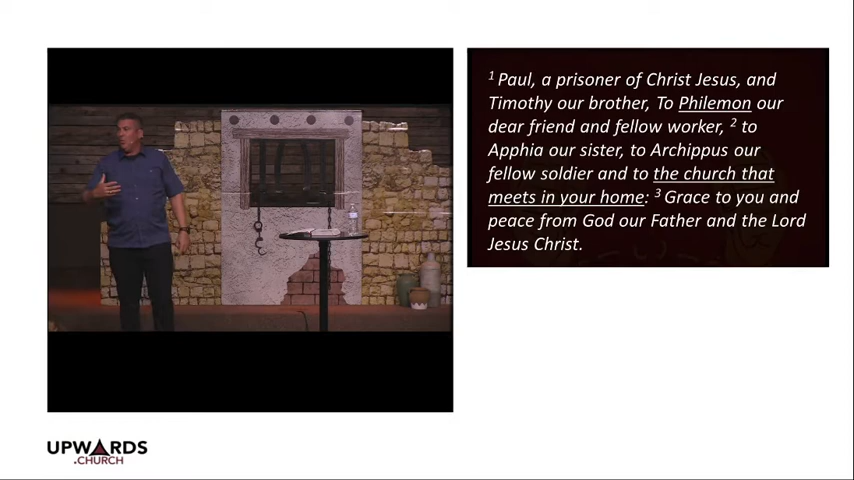 1 Paul, a prisoner of Christ Jesus, and
Timothy our brother, To Philemon our
dear friend and fellow worker, 2 to
Apphia our sister, to Archippus our
fellow soldier and to the church that
meets in your home: 3 Grace to you and
peace from God our Father and the Lord
Jesus Christ.
UPWARDS
.CHURCH